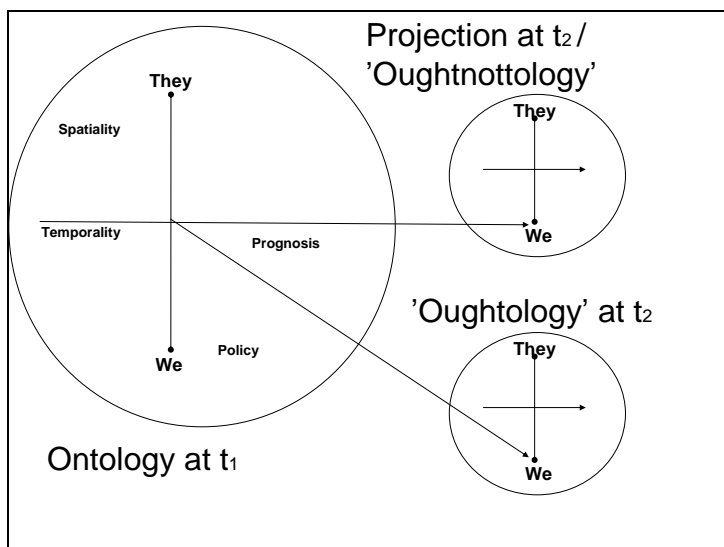 Projection at t2 /
’Oughtnottology’
They
Spatiality
Temporality
Prognosis
We
Policy
Ontology at t1
They
We
’Oughtology’ at t2
They
We